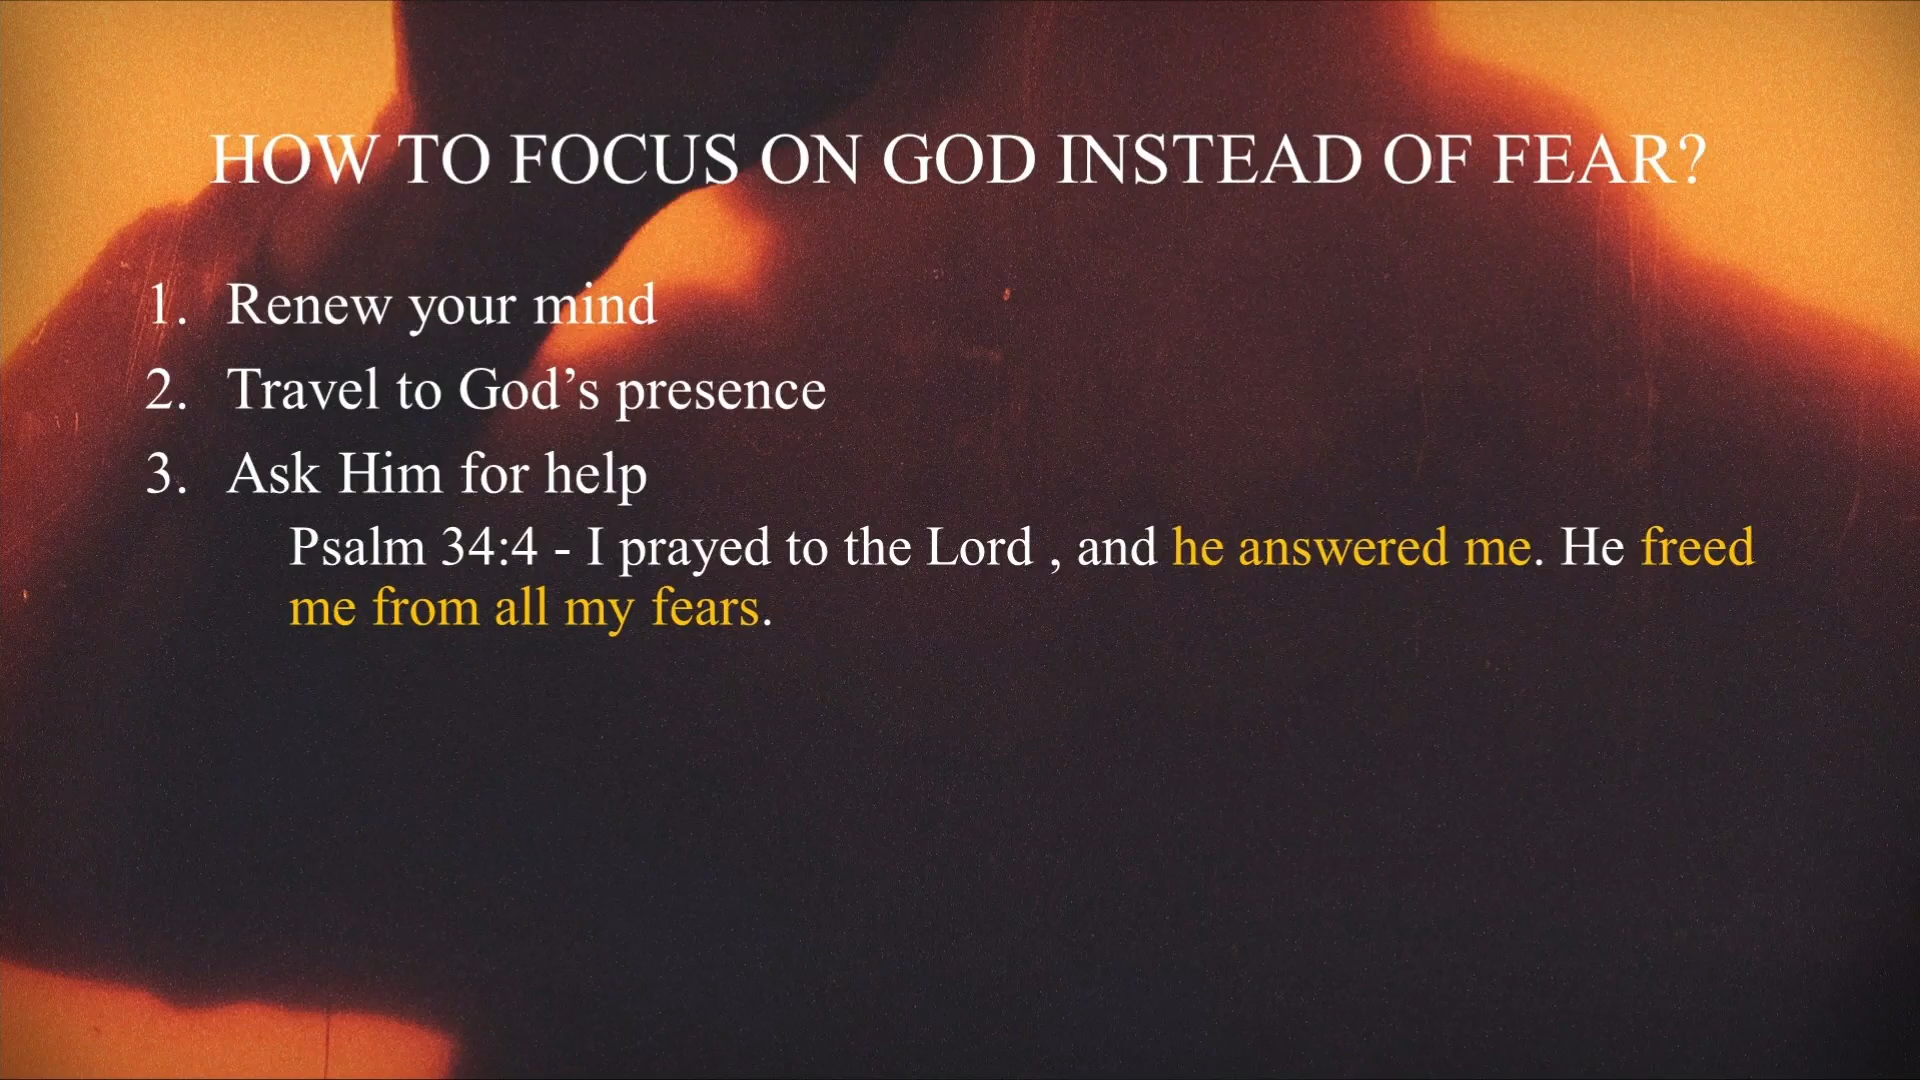 HOW TO FOCUS ON GOD INSTEAD OF FEAR?
1. Renew your mind
2. Travel to God’s presence
3. Ask Him for help
Psalm 34:4 - I prayed to the Lord , and he answered me. He freed
me from all my fears.